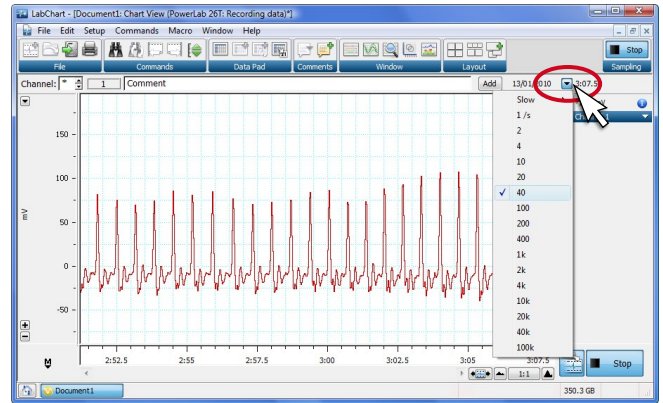 LabChart - [Document1: Chart View (PowerLab 26T: Recording data)*]
File Edit Setup Commands Macro Window Help
Stop
File Commands Data Pad Comments Window Layout Sampling
Channel: * 1 Comment Add 13/01/2010 3:07.5
Slow
1 /s
2
4
10
20
40
100
200
400
1k
2k
4k
10k
20k
40k
100k
150
100
50
0
-50
mV
M
2:52.5 2:55 2:57.5 3:00 3:02.5 3:05 3:07.5
1:1
Stop
Document1
350.3 GB